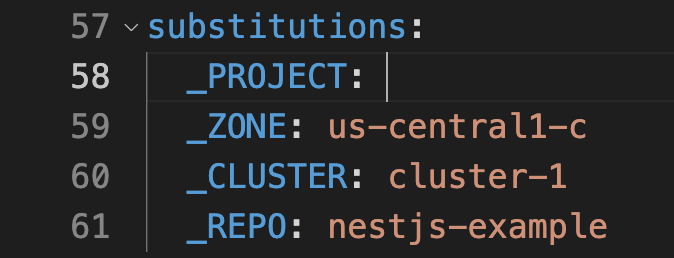 57 substitutions:
58 _PROJECT:
59 _ZONE: us-central1-c
60 _CLUSTER: cluster-1
61 _REPO: nestjs-example